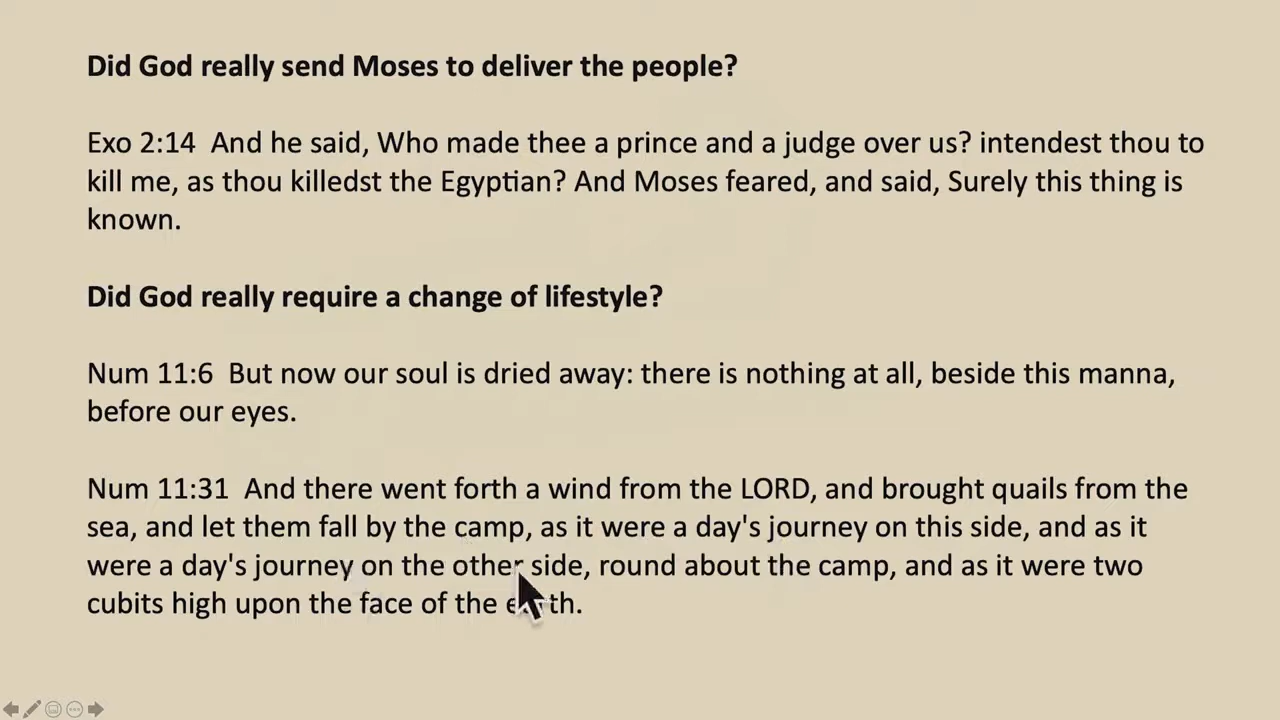 Did God really send Moses to deliver the people?
Exo 2:14  And he said, Who made thee a prince and a judge over us? intendest thou to
kill me, as thou killedst the Egyptian? And Moses feared, and said, Surely this thing is
known.
Did God really require a change of lifestyle?
Num 11:6  But now our soul is dried away: there is nothing at all, beside this manna,
before our eyes.
Num 11:31  And there went forth a wind from the LORD, and brought quails from the
sea, and let them fall by the camp, as it were a day's journey on this side, and as it
were a day's journey on the other side, round about the camp, and as it were two
cubits high upon the face of the earth.